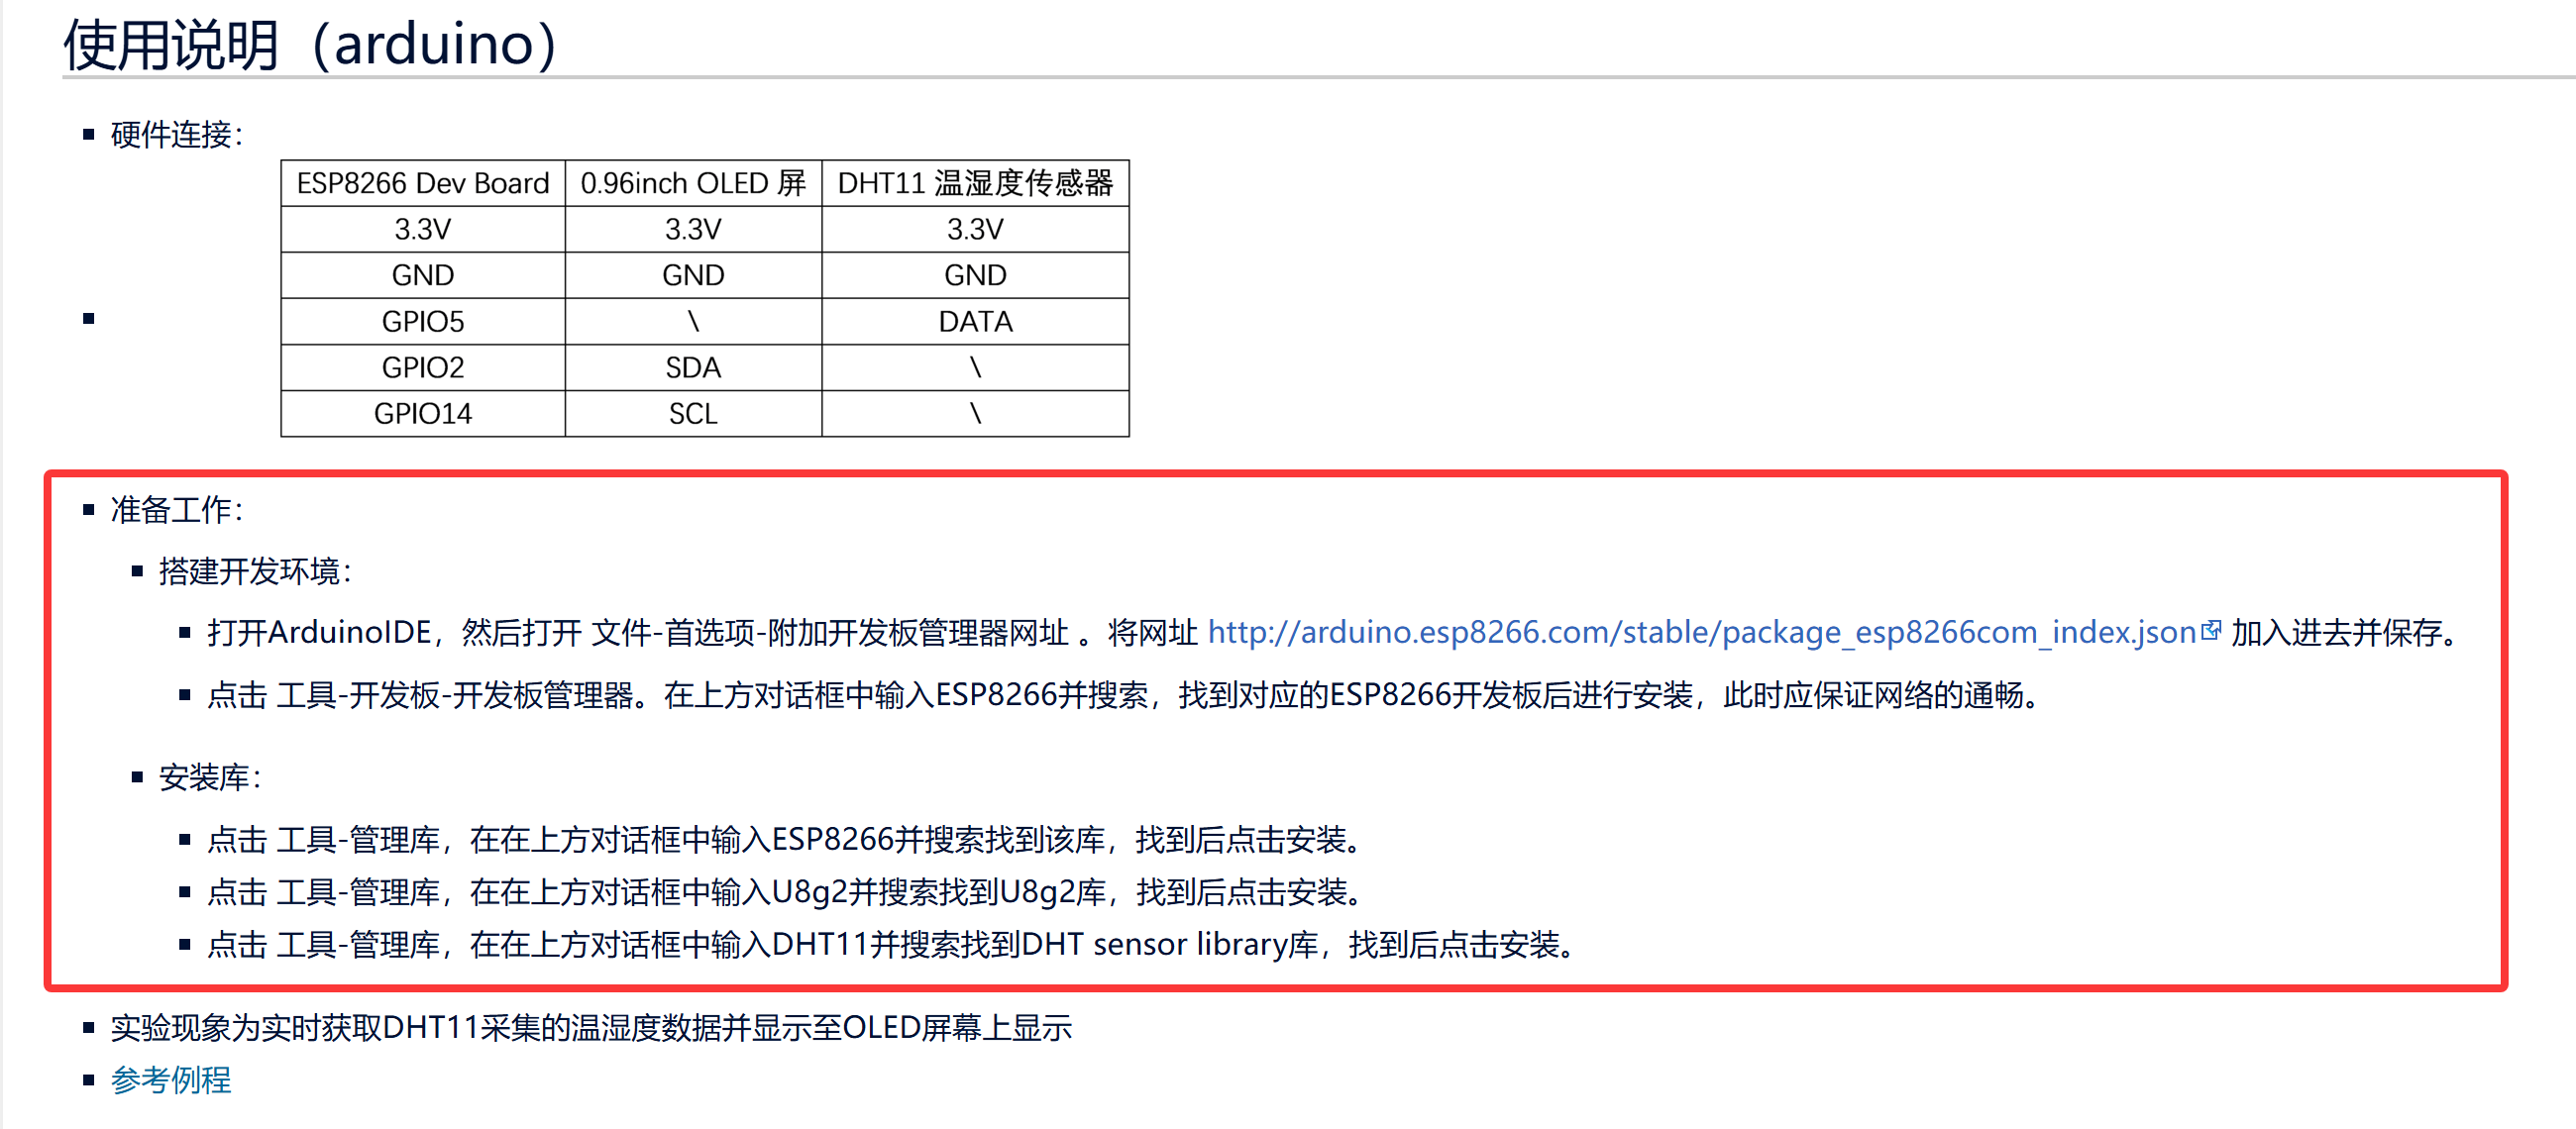 使用说明（arduino）
硬件连接：
ESP8266 Dev Board 0.96inch OLED 屏 DHT11 温湿度传感器
3.3V 3.3V 3.3V
GND GND GND
GPIO5 \ DATA
GPIO2 SDA \
GPIO14 SCL \
准备工作：
搭建开发环境：
打开ArduinoIDE，然后打开 文件-首选项-附加开发板管理器网址 。将网址 http://arduino.esp8266.com/stable/package_esp8266com_index.json 加入进去并保存。
点击 工具-开发板-开发板管理器。在上方对话框中输入ESP8266并搜索，找到对应的ESP8266开发板后进行安装，此时应保证网络的通畅。
安装库：
点击 工具-管理库，在在上方对话框中输入ESP8266并搜索找到该库，找到后点击安装。
点击 工具-管理库，在在上方对话框中输入U8g2并搜索找到U8g2库，找到后点击安装。
点击 工具-管理库，在在上方对话框中输入DHT11并搜索找到DHT sensor library库，找到后点击安装。
实验现象为实时获取DHT11采集的温湿度数据并显示至OLED屏幕上显示
参考例程